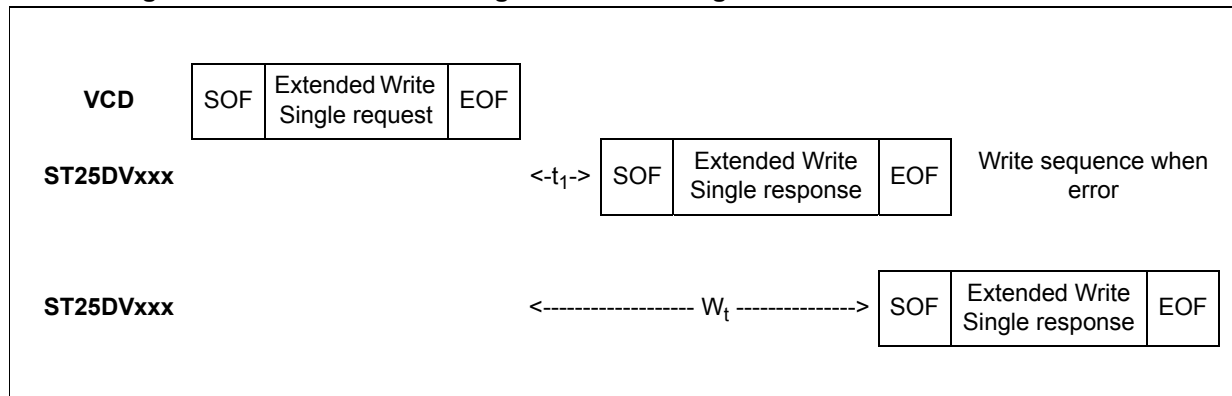 VCD SOF Extended Write Single request EOF
ST25DVxxx <-t1-> SOF Extended Write Single response EOF Write sequence when error
ST25DVxxx <------------------- Wt ---------------> SOF Extended Write Single response EOF